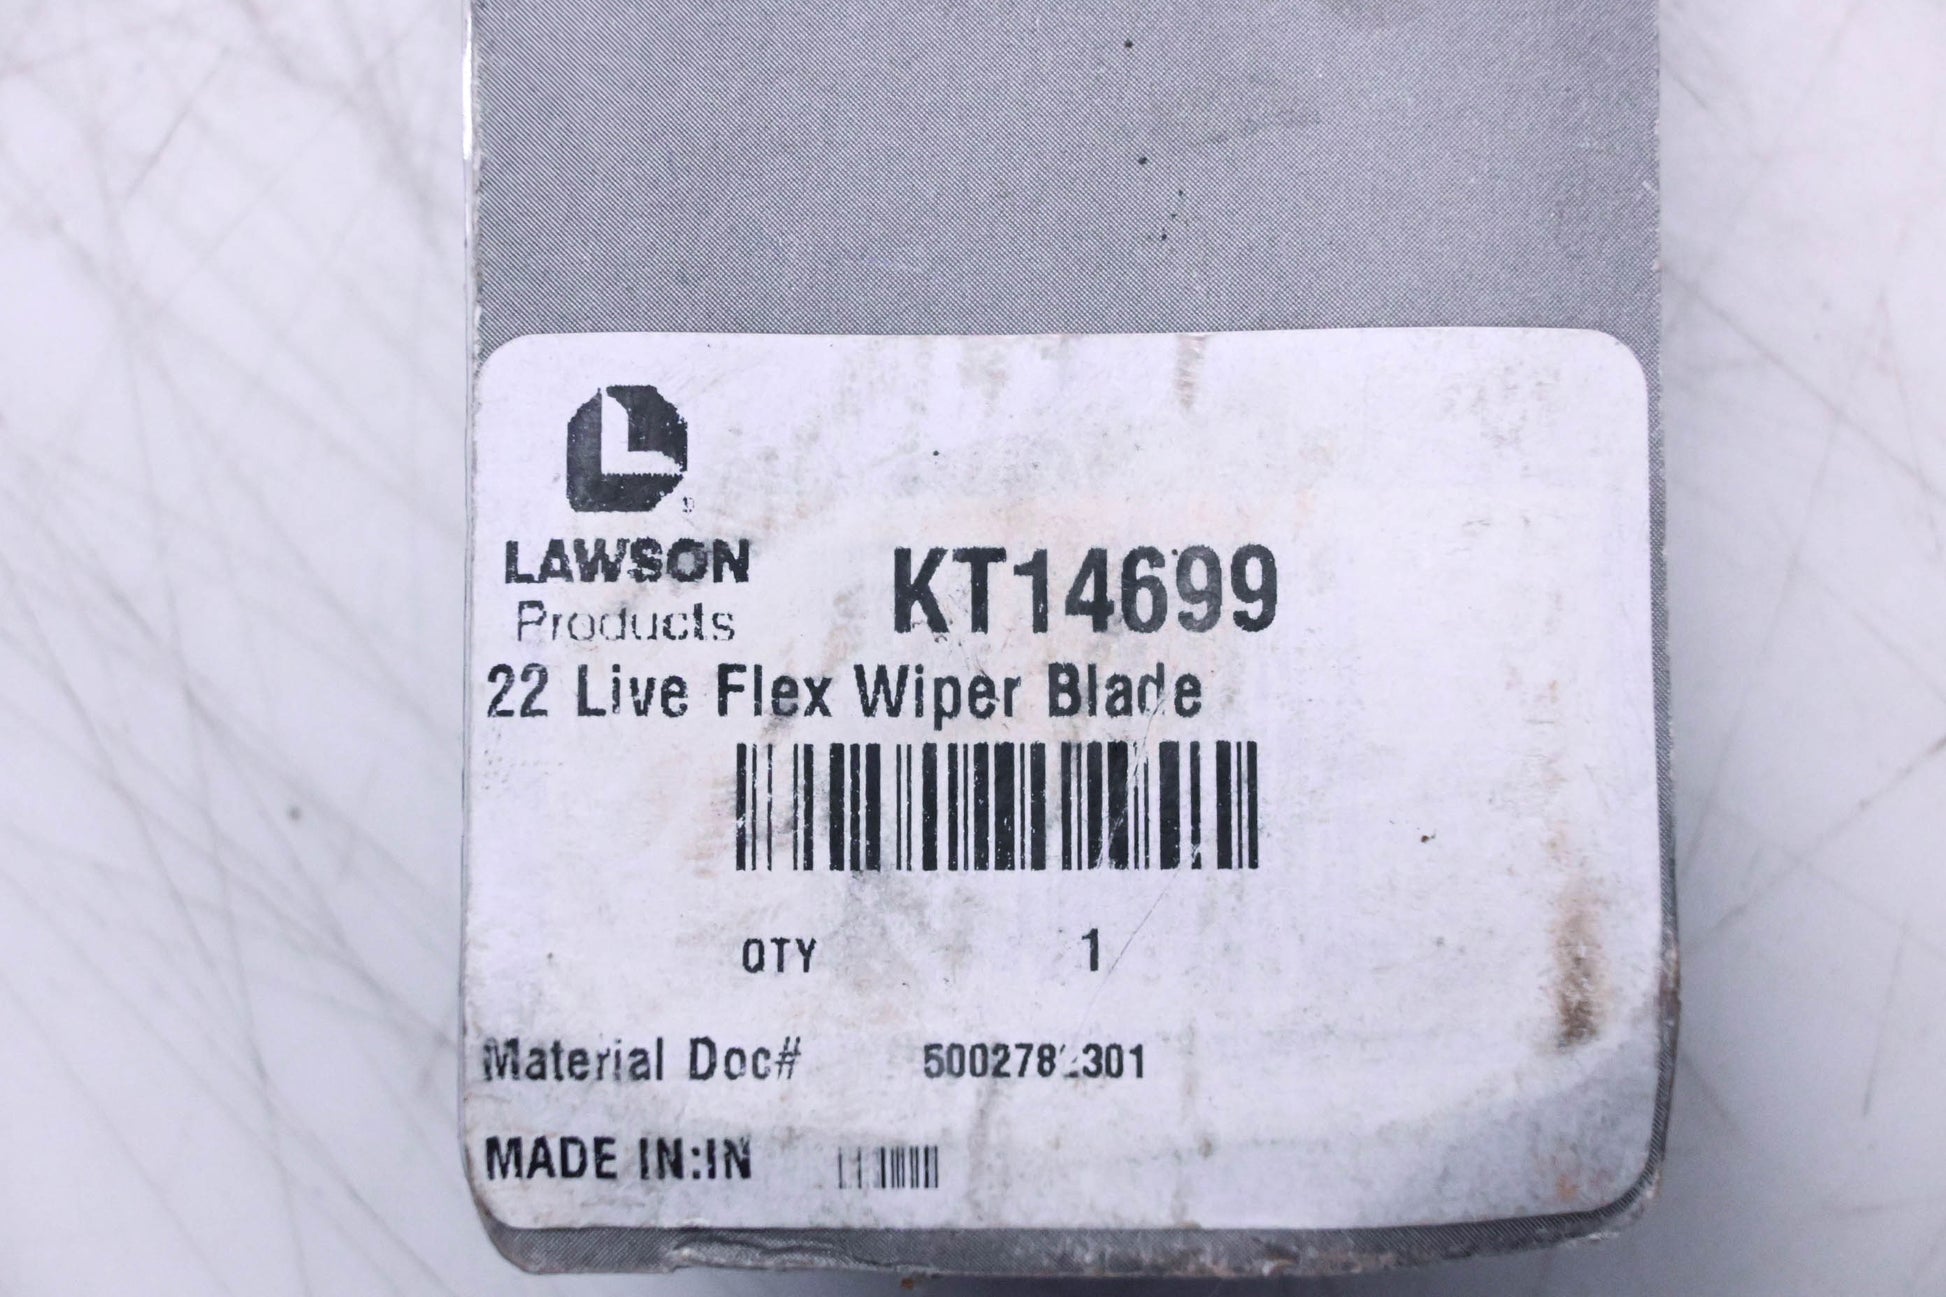 L
LAWSON
Products
KT14699
22 Live Flex Wiper Blade
QTY 1
Material Doc#
MADE IN:IN